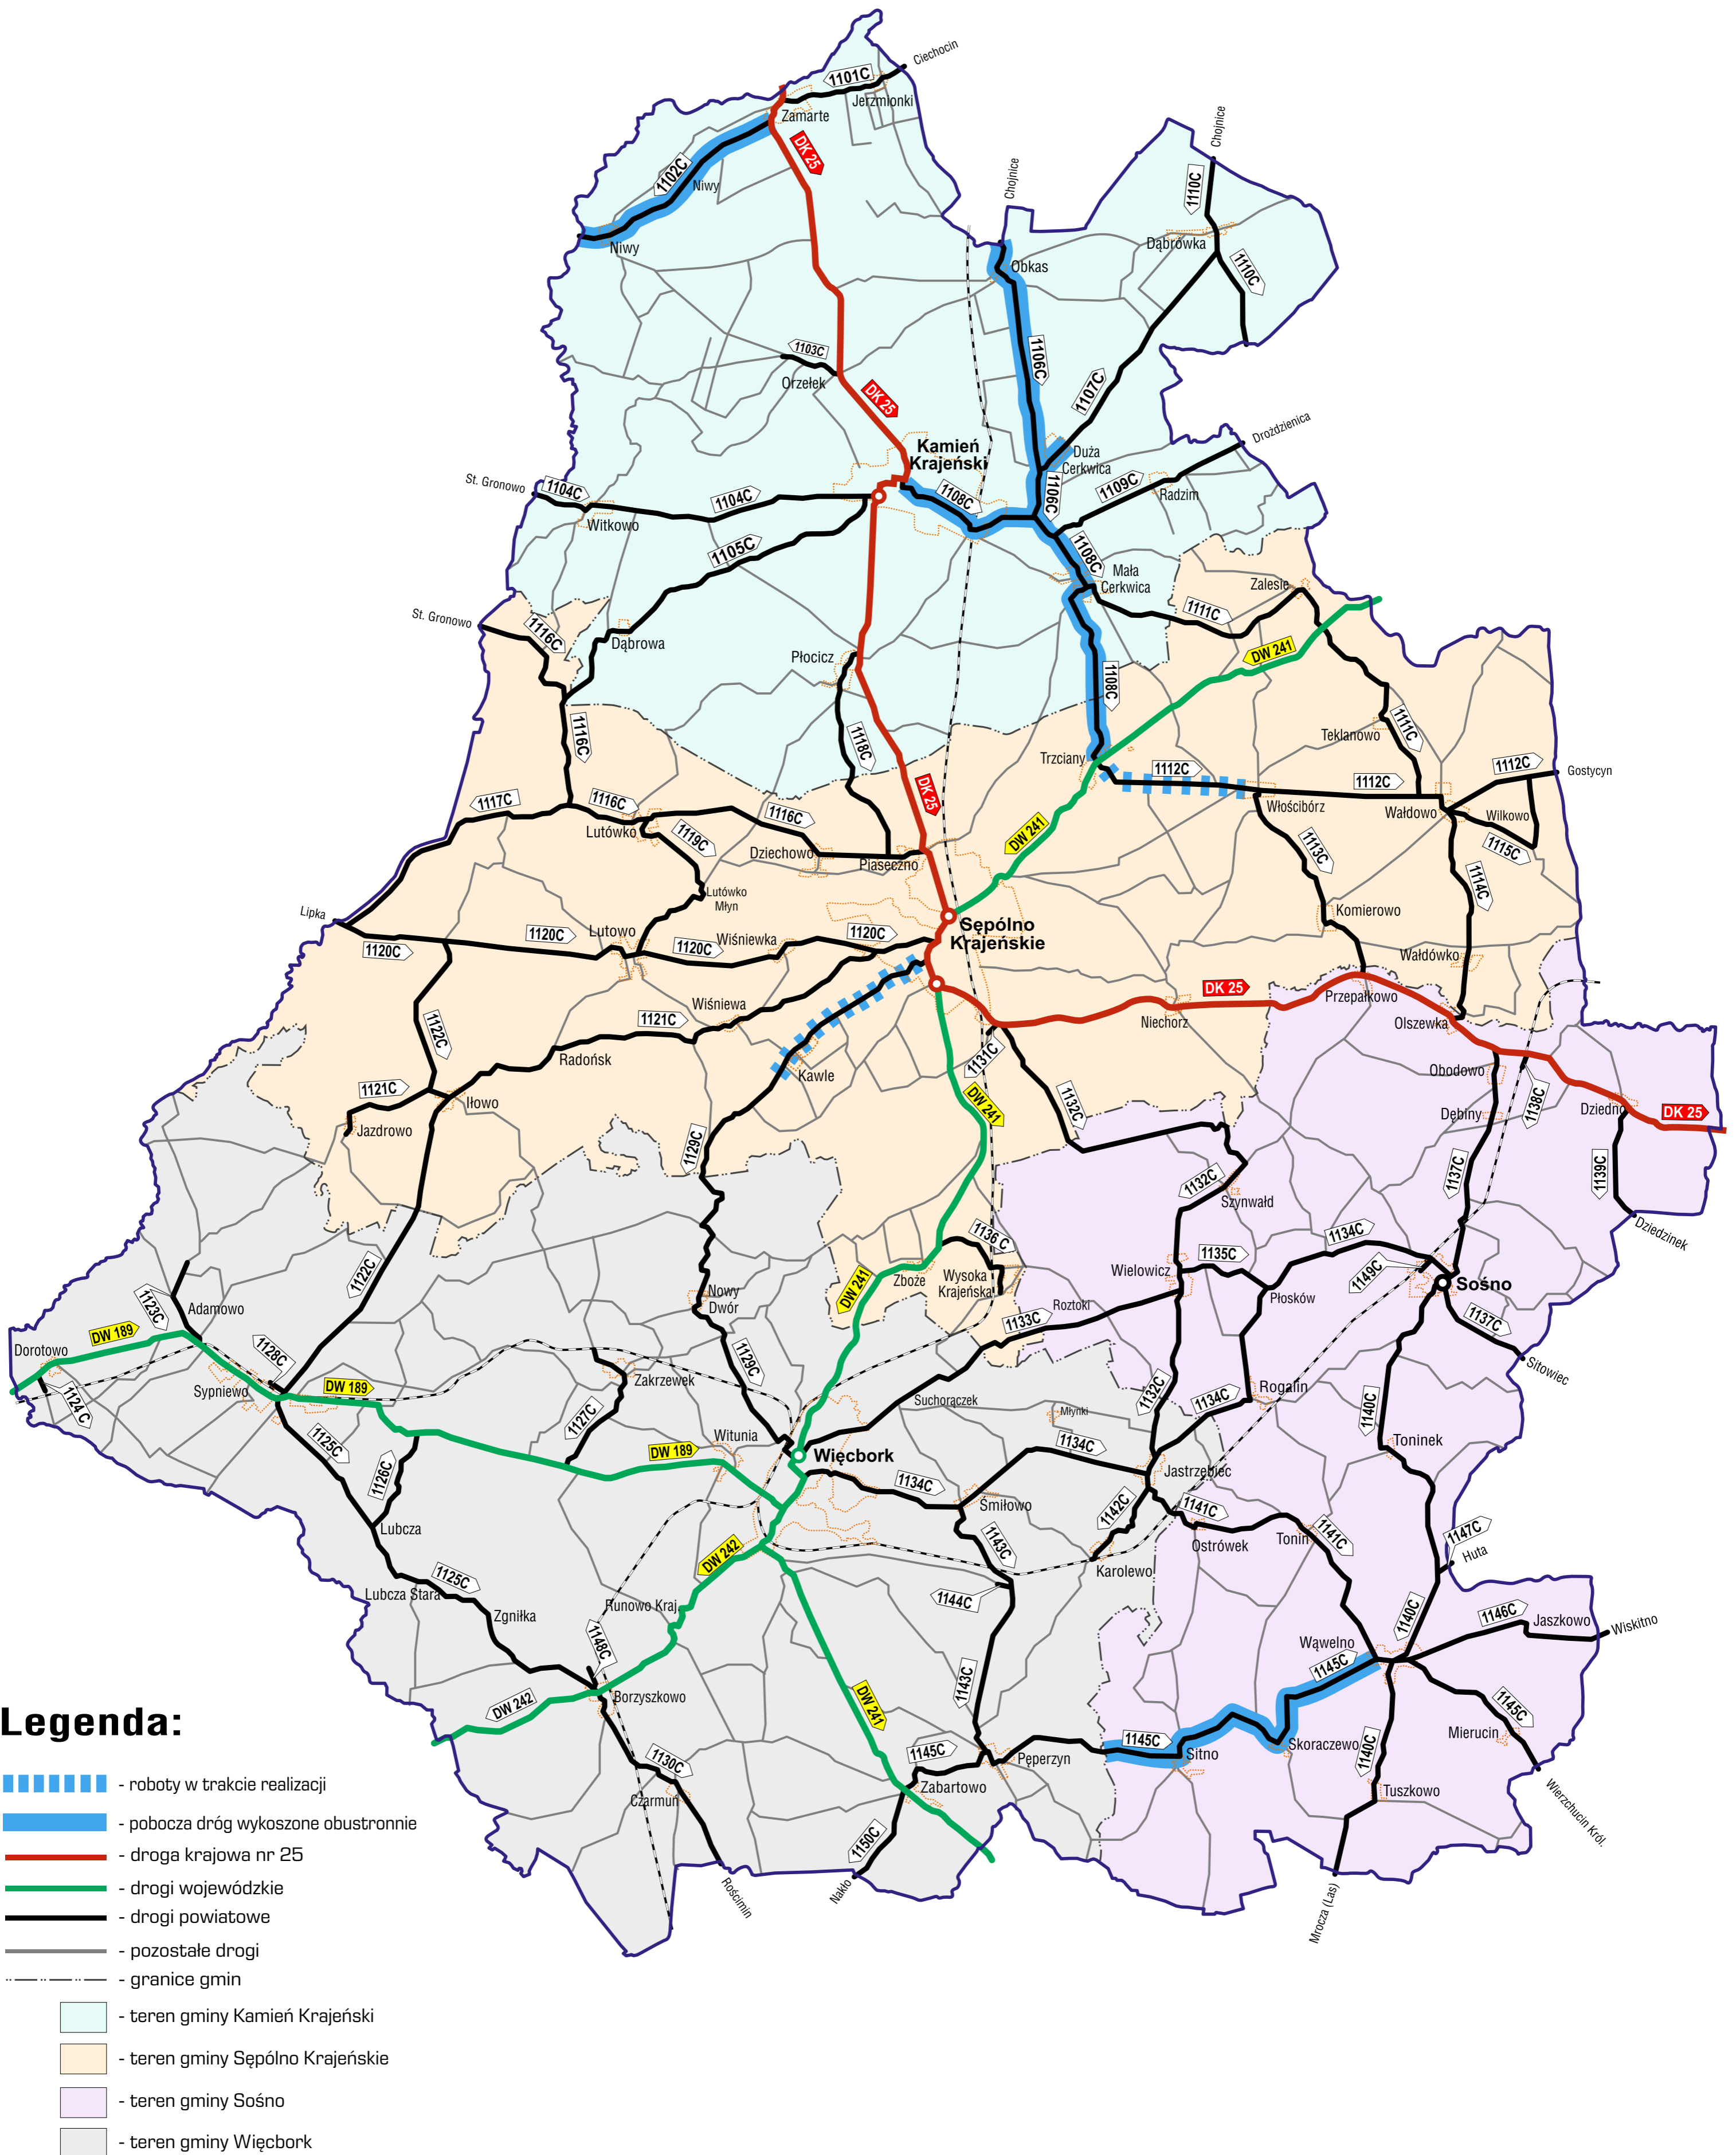 Ciechocin
1101C
Jerzmionki
Zamarte
DK 25
1102C
Niwy
Niwy
Chojnice
Chojnice
1110C
Dąbrówka
1110C
Obkas
1106C
1103C
Orzełek
DK 25
1107C
Kamień
Krajeński
Duża
Cerkwica
Drożdzienica
St. Gronowo
1104C
1104C
Witkowo
1108C
1106C
1109C
Radzim
1105C
1108C
Mała
Cerkwica
Zalesie
St. Gronowo
1116C
Dąbrowa
1111C
DW 241
Płocicz
1108C
1116C
1118C
1111C
Teklanowo
Trzciany
1112C
1112C
1112C
Gostycyn
DK 25
1117C
1116C
Lutówko
1116C
1119C
Dziechowo
Piaseczno
DW 241
Włościbórz
Wałdowo
Wilkowo
1113C
1115C
1114C
Lutówko
Młyn
Lipka
Komierowo
1120C
1120C
Lutowo
1120C
Wiśniewka
1120C
Sępólno
Krajeńskie
Wałdówko
Przepałkowo
DK 25
Wiśniewa
1121C
Niechorz
Olszewka
1122C
Radońsk
1131C
Kawle
Obodowo
1138C
1121C
Iłowo
Jazdrowo
DW 241
1132C
Dębiny
Dziedno
DK 25
1129C
1137C
1139C
1132C
Szynwałd
Dziedzinek
1136 C
1134C
1122C
Zboże
Wysoka
Krajeńska
Wielowicz
1135C
1149C
Sośno
Płosków
1123C
Adamowo
Nowy
Dwór
DW 241
Roztoki
1133C
1137C
DW 189
Dorotowo
1128C
1129C
Sitowiec
Sypniewo
DW 189
1124 C
Zakrzewek
Suchorączek
1132C
1134C
Rogalin
1127C
Młynki
1140C
1125C
Witunia
DW 189
Więcbork
1134C
Toninek
1126C
1134C
Jastrzębiec
Śmiłowo
1142C
1141C
Lubcza
Ostrówek
Tonin
1141C
1147C
Huta
DW 242
1143C
Karolewo
1125C
Lubcza Stara
1144C
Zgniłka
Runowo Kraj.
1140C
1146C
Jaszkowo
Wiskitno
1148C
Wąwelno
1145C
DW 242
Borzyszkowo
1143C
DW 241
1145C
Mierucin
Legenda:
1130C
1145C
Pęperzyn
1145C
Sitno
Skoraczewo
1140C
Czarmuń
Zabartowo
Tuszkowo
Wierzchucin Król.
1150C
Nakło
Rościmin
Mrocza (Las)
- roboty w trakcie realizacji
- pobocza dróg wykoszone obustronnie
- droga krajowa nr 25
- drogi wojewódzkie
- drogi powiatowe
- pozostałe drogi
- granice gmin
- teren gminy Kamień Krajeński
- teren gminy Sępólno Krajeńskie
- teren gminy Sośno
- teren gminy Więcbork